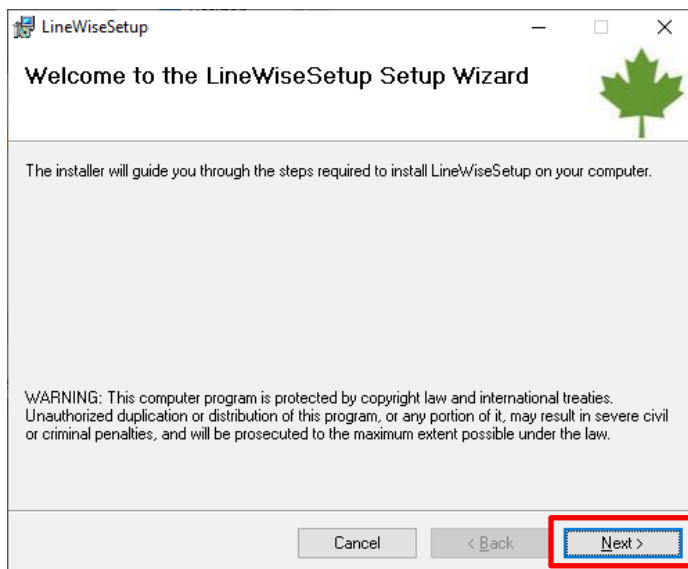 LineWiseSetup
Welcome to the LineWiseSetup Setup Wizard
The installer will guide you through the steps required to install LineWiseSetup on your computer.
WARNING: This computer program is protected by copyright law and international treaties.
Unauthorized duplication or distribution of this program, or any portion of it, may result in severe civil
or criminal penalties, and will be prosecuted to the maximum extent possible under the law.
Cancel < Back Next >